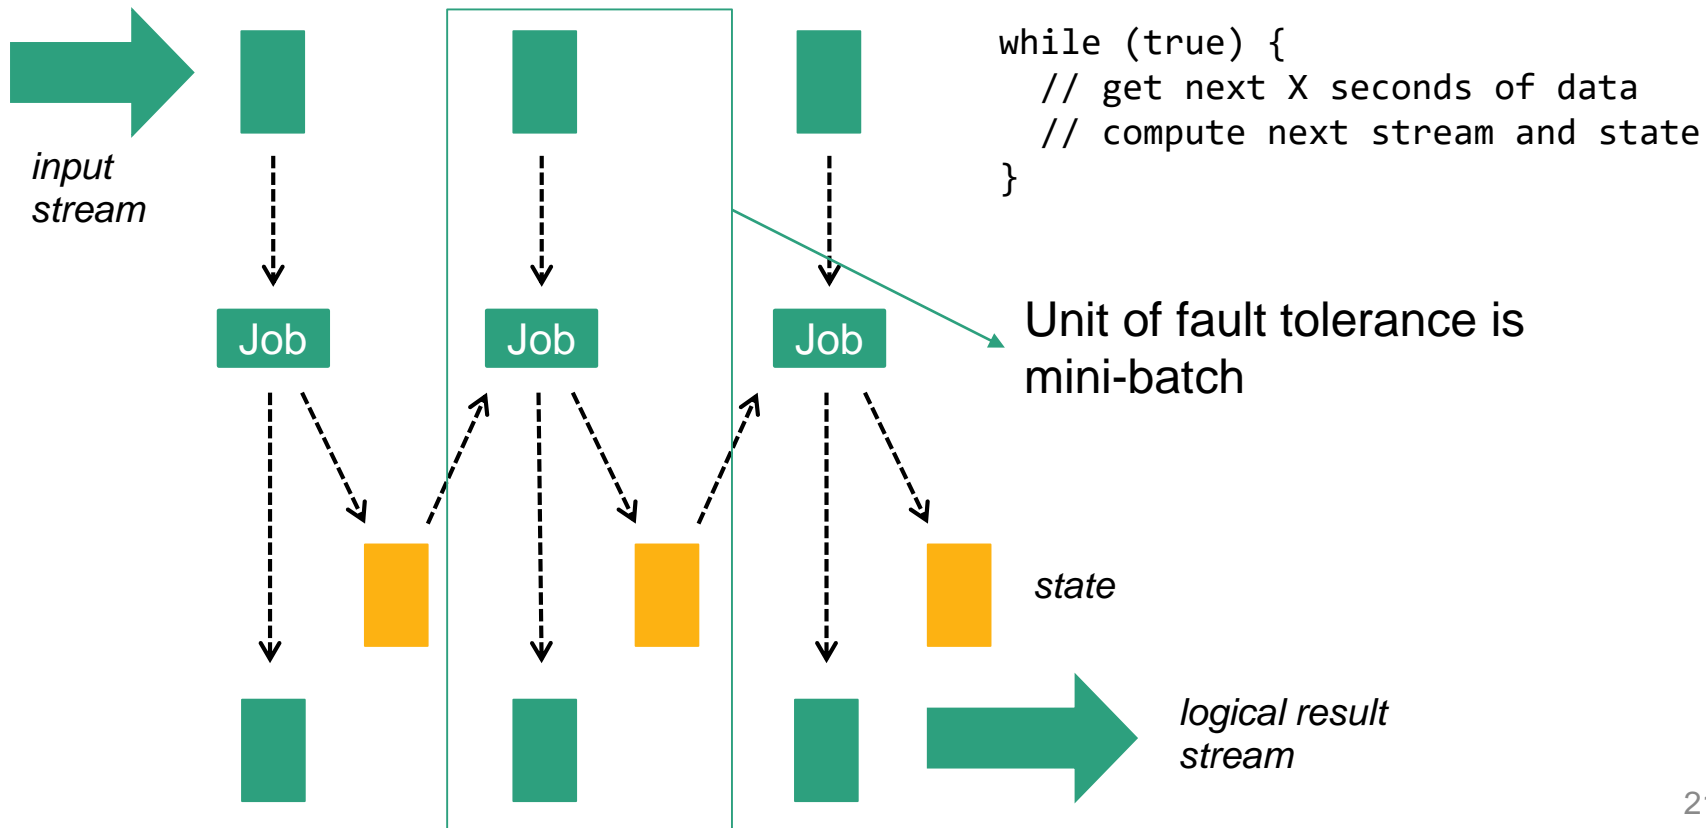 while (true) {
// get next X seconds of data
// compute next stream and state
}
input
stream
Job
Job
Job
Unit of fault tolerance is
mini-batch
state
logical result
stream